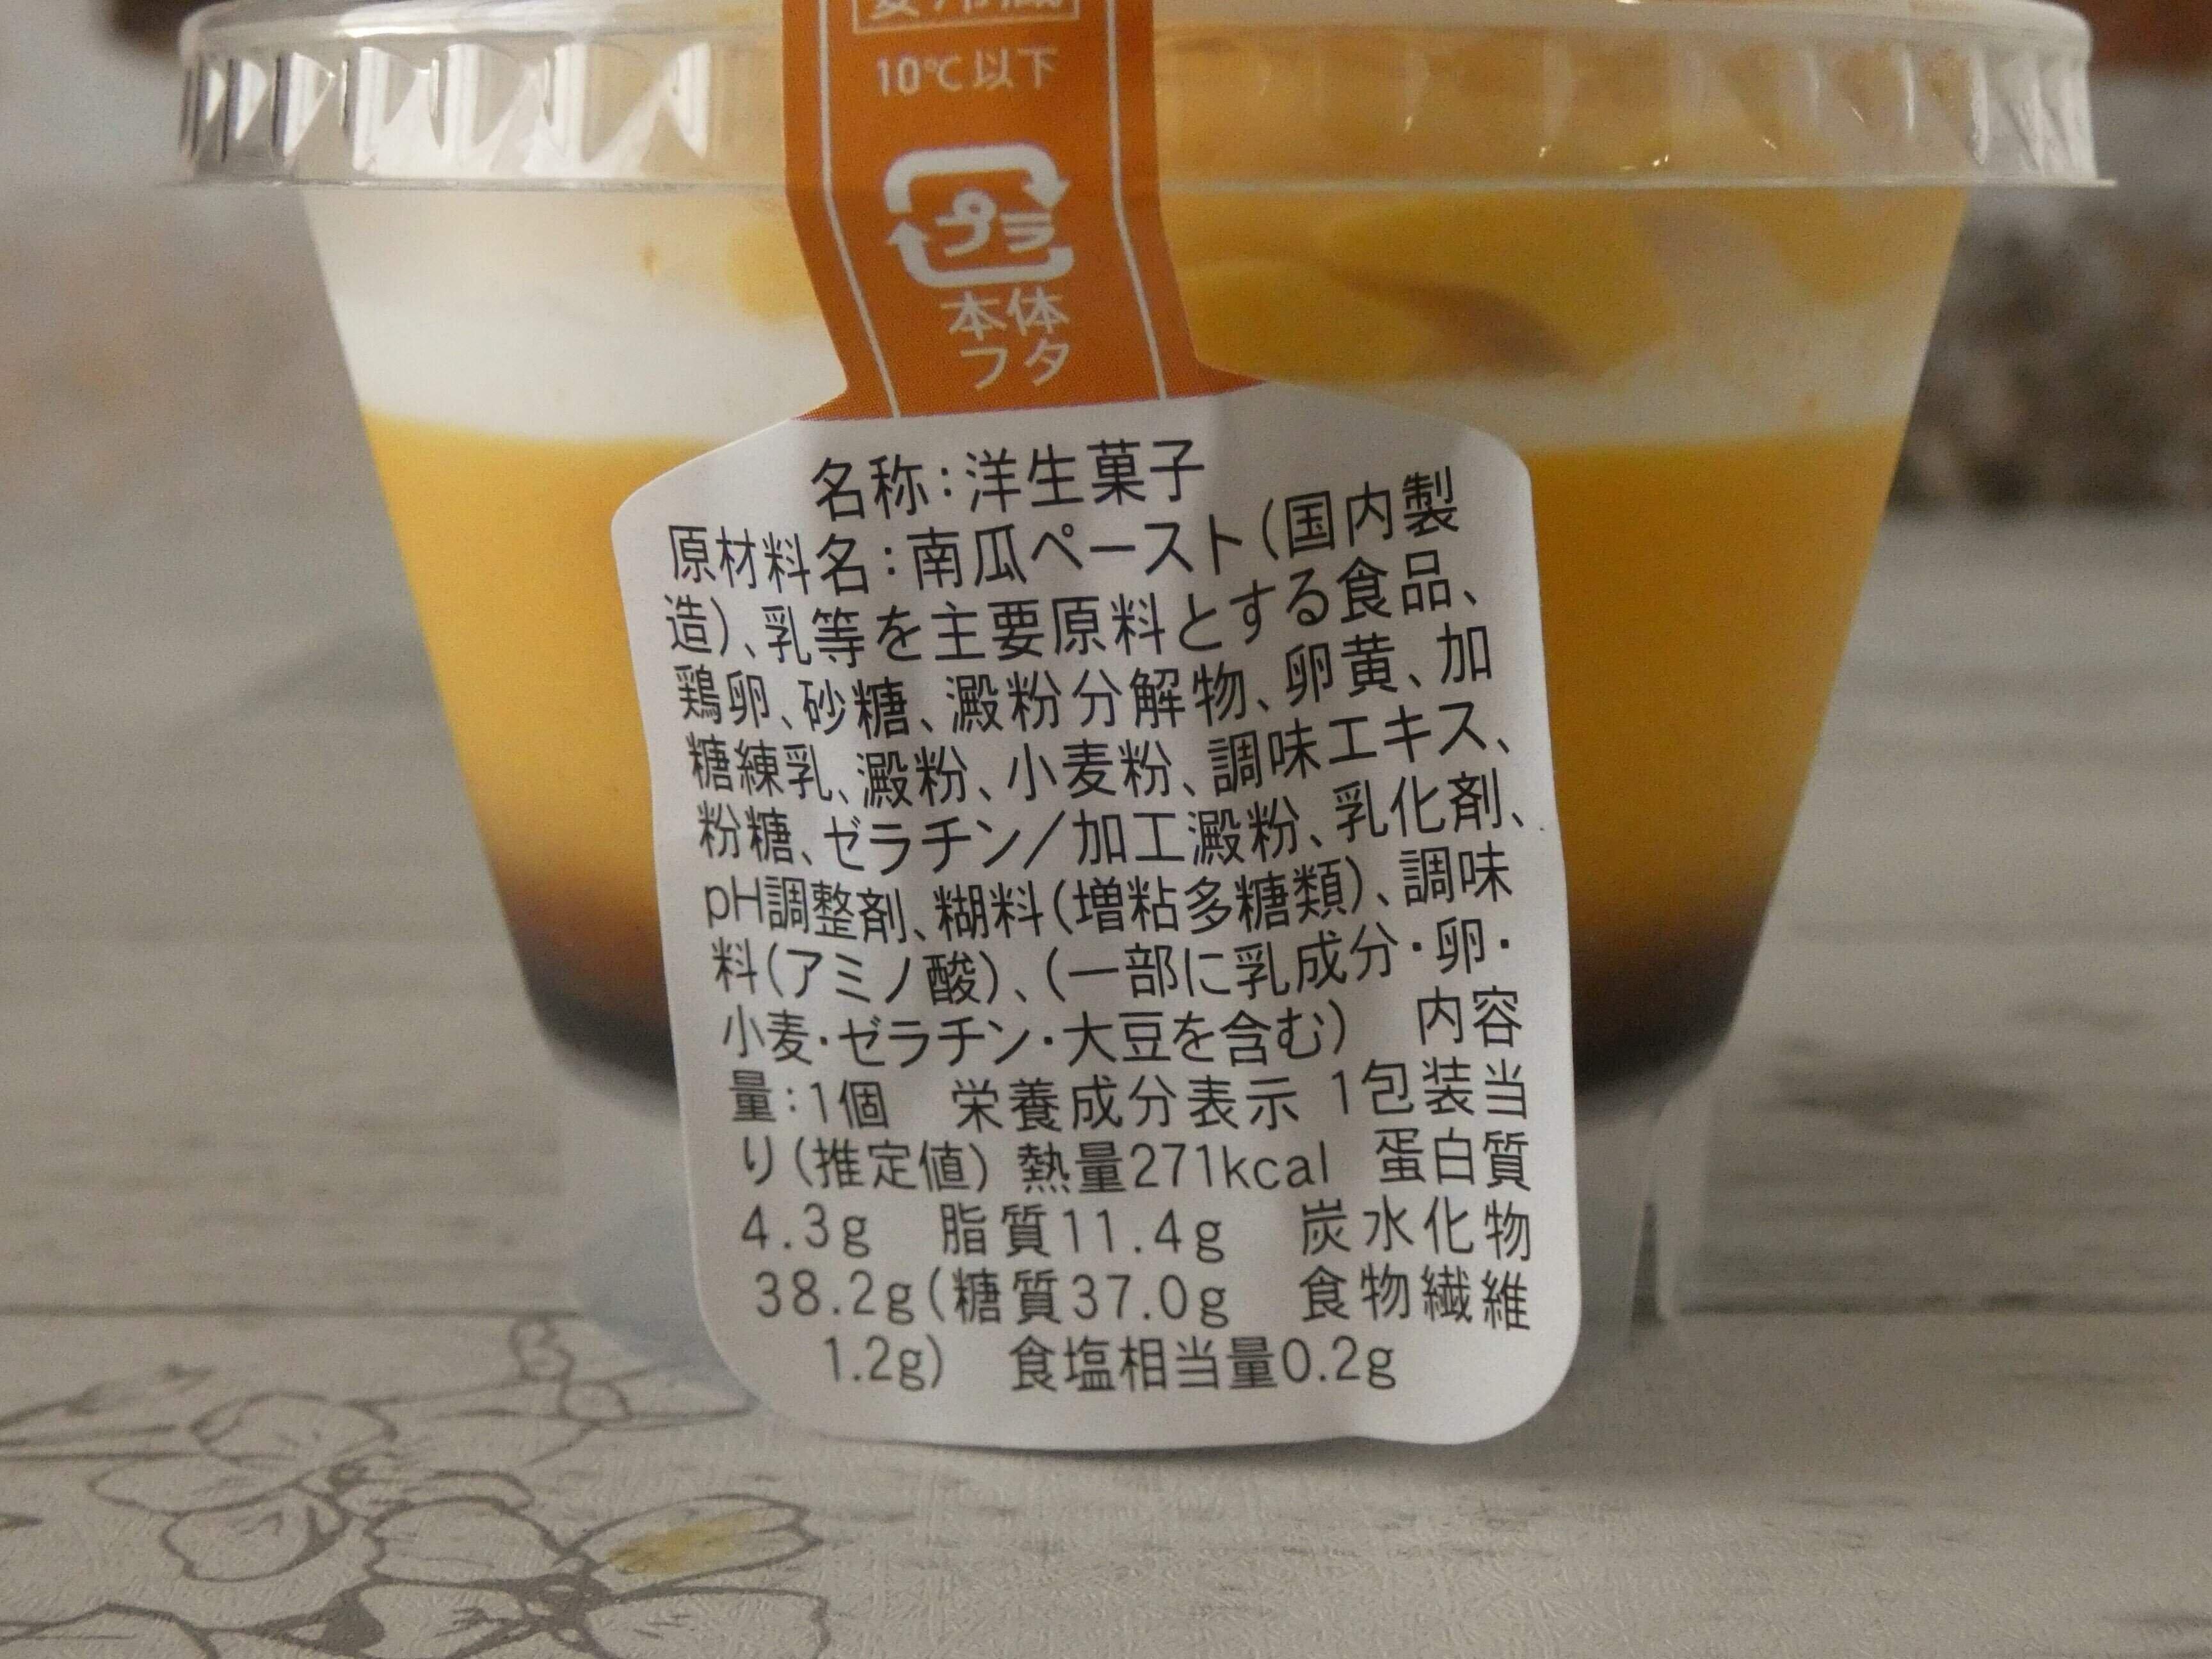 要冷蔵
10℃以下
プラ
本体
フタ
名称:洋生菓子
原材料名:南瓜ペースト(国内製
造)、乳等を主要原料とする食品、
鶏卵、砂糖、澱粉分解物、卵黄、加
糖練乳、澱粉、小麦粉、調味エキス、
粉糖、ゼラチン/加工澱粉、乳化剤、
pH調整剤、糊料(増粘多糖類)、調味
料(アミノ酸)、(一部に乳成分・卵・
小麦・ゼラチン・大豆を含む) 内容
量:1個 栄養成分表示 1包装当
り(推定値) 熱量271kcal 蛋白質
4.3g 脂質11.4g 炭水化物
38.2g(糖質37.0g 食物繊維
1.2g) 食塩相当量0.2g